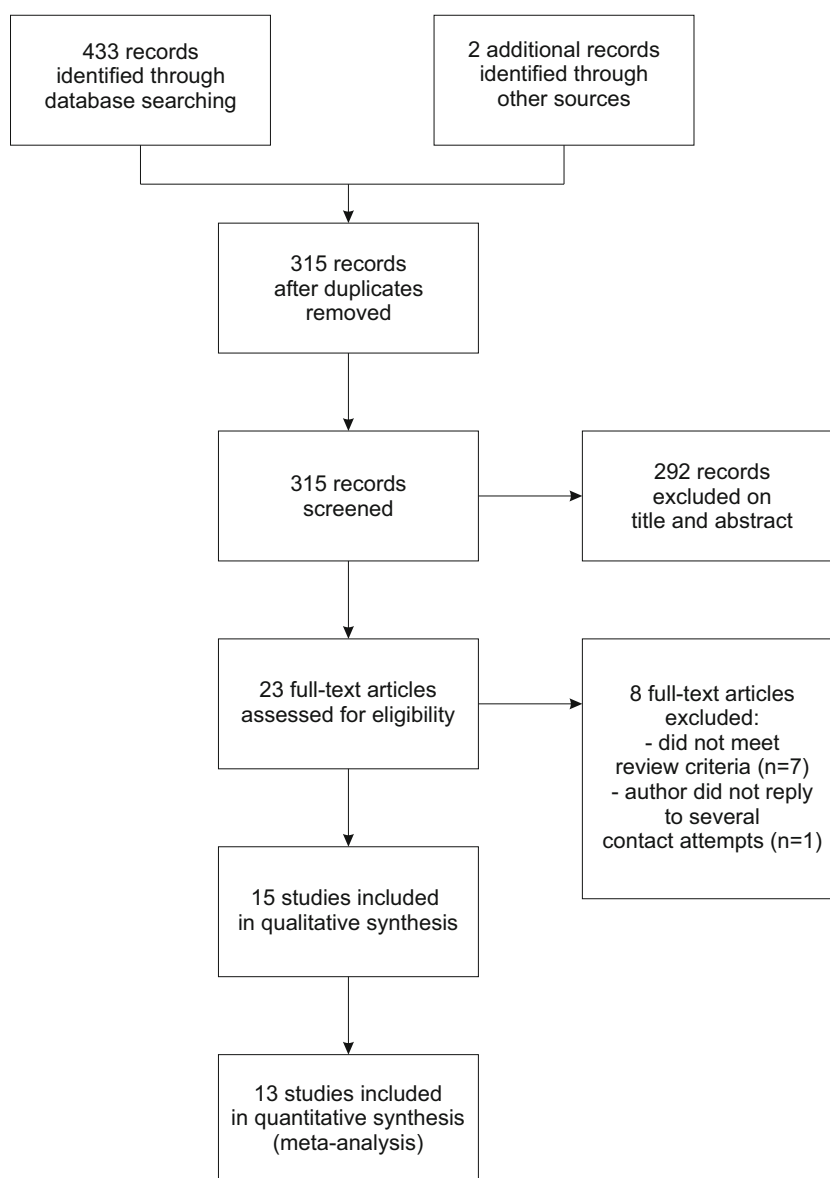 433 records
identified through
database searching
2 additional records
identified through
other sources
315 records
after duplicates
removed
315 records
screened
292 records
excluded on
title and abstract
23 full-text articles
assessed for eligibility
8 full-text articles
excluded:
- did not meet
review criteria (n=7)
- author did not reply
to several
contact attempts (n=1)
15 studies included
in qualitative synthesis
13 studies included
in quantitative synthesis
(meta-analysis)